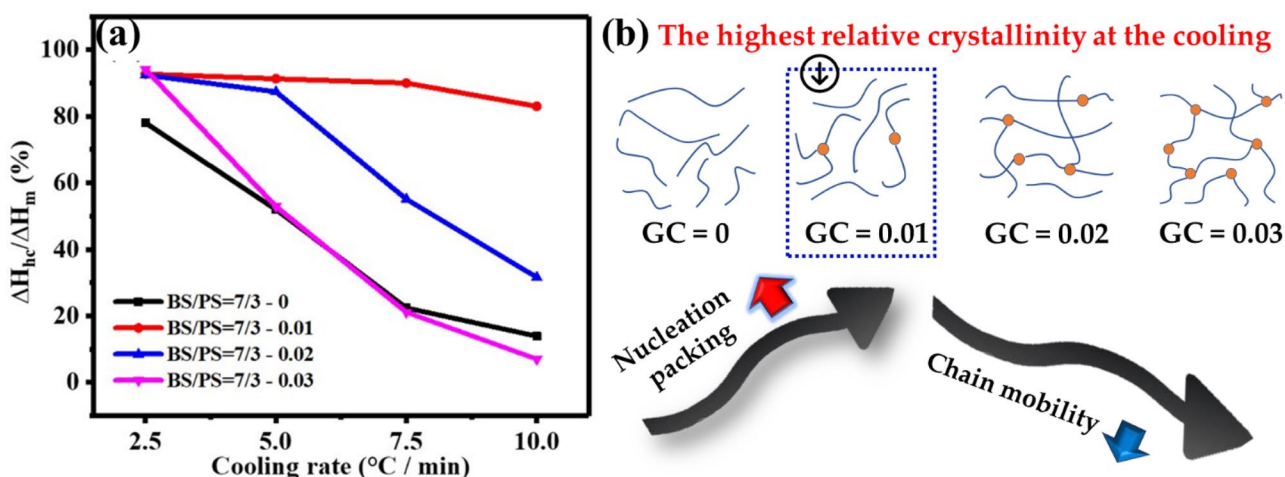 (a)
100
80
60
40
20
0
ΔHhc/ΔHm (%)
BS/PS=7/3 - 0
BS/PS=7/3 - 0.01
BS/PS=7/3 - 0.02
BS/PS=7/3 - 0.03
2.5 5.0 7.5 10.0
Cooling rate (°C / min)
(b) The highest relative crystallinity at the cooling
GC = 0 GC = 0.01 GC = 0.02 GC = 0.03
Nucleation
packing
Chain mobility